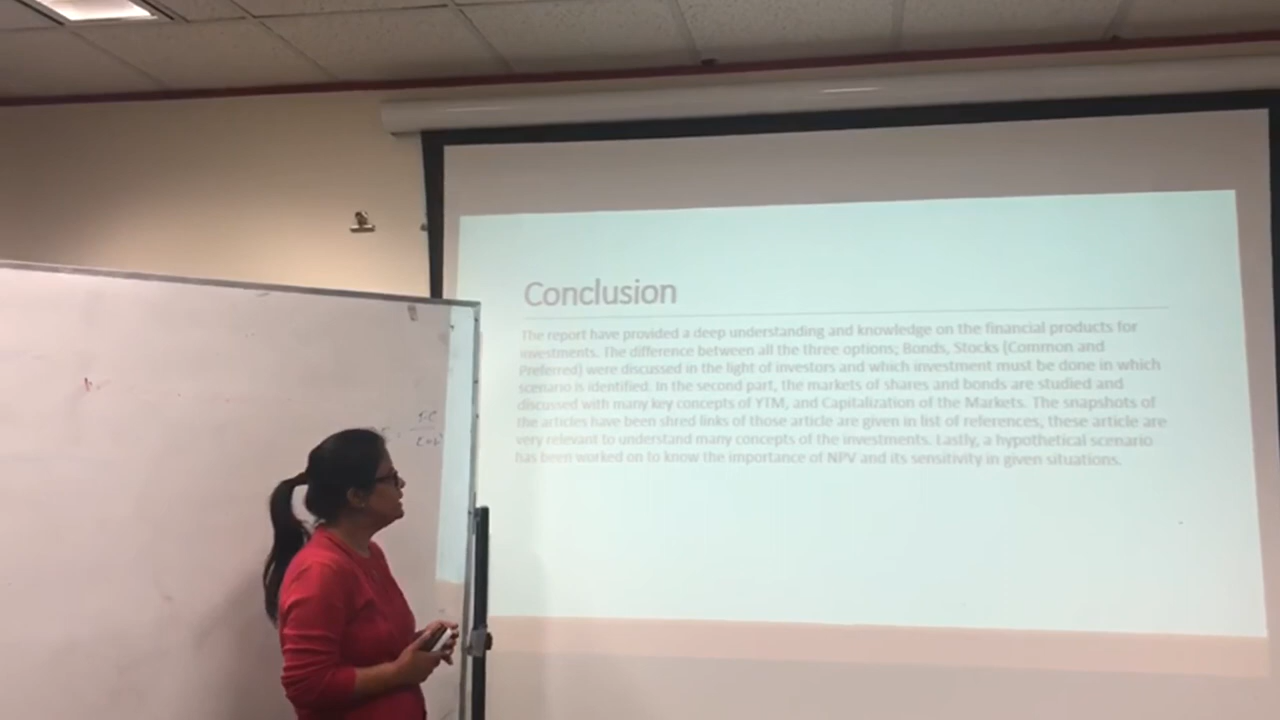 Conclusion
The report have provided a deep understanding and knowledge on the financial products for
investments. The difference between all the three options; Bonds, Stocks (Common and
Preferred) were discussed in the light of investors and which investment must be done in which
scenario is identified. In the second part, the markets of shares and bonds are studied and
discussed with many key concepts of YTM, and Capitalization of the Markets. The snapshots of
the articles have been shred links of those article are given in list of references, these article are
very relevant to understand many concepts of the investments. Lastly, a hypothetical scenario
has been worked on to know the importance of NPV and its sensitivity in given situations.